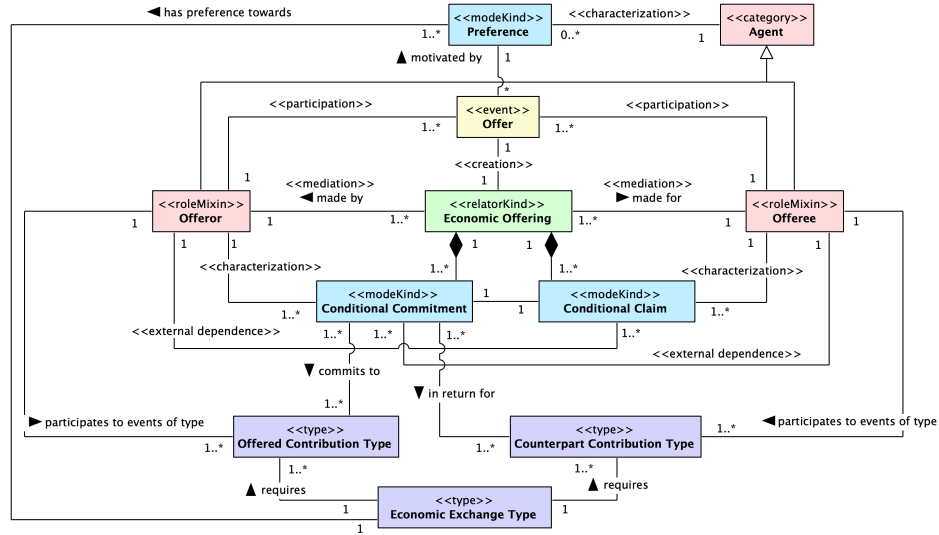 has preference towards
<<modeKind>>
Preference
<<characterization>>
<<category>>
Agent
1..*
0..*
1
motivated by
1
*
<<participation>>
<<event>>
Offer
<<participation>>
1..*
1..*
1
<<creation>>
1
1
1
<<mediation>>
made by
<<mediation>>
made for
<<roleMixin>>
Offeror
<<relatorKind>>
Economic Offering
<<roleMixin>>
Offeree
1
1
1..*
1..*
1
1
1
1
1
1
1
1
<<characterization>>
1..*
1..*
<<characterization>>
<<modeKind>>
Conditional Commitment
1
1
<<modeKind>>
Conditional Claim
1..*
1..*
<<external dependence>>
1..*
1..*
1..*
1..*
<<external dependence>>
commits to
in return for
1..*
participates to events of type
participates to events of type
<<type>>
Offered Contribution Type
<<type>>
Counterpart Contribution Type
1..*
1..*
1..*
1..*
1..*
requires
requires
<<type>>
Economic Exchange Type
1
1
1